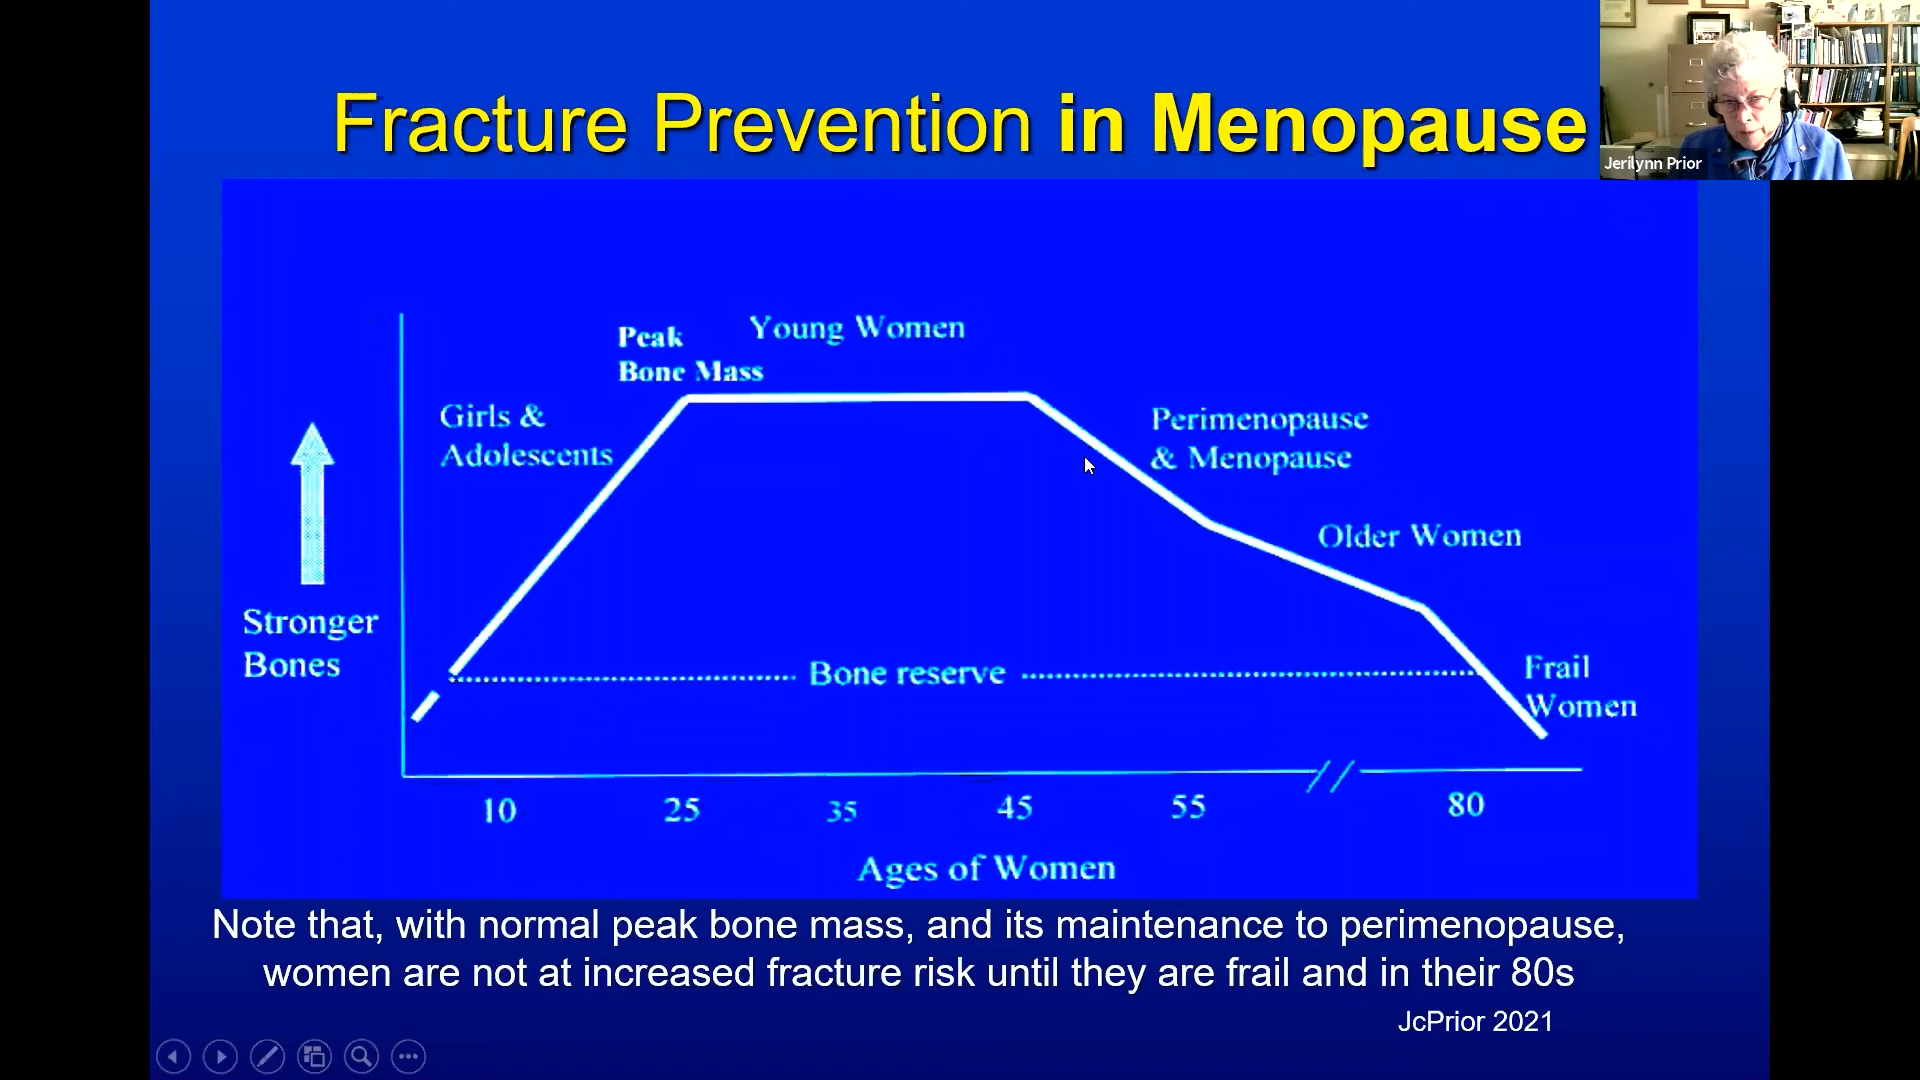 Fracture Prevention in Menopause
Jerilynn Prior
Peak
Bone Mass
Young Women
Girls &
Adolescents
Perimenopause
& Menopause
Older Women
Stronger
Bones
Bone reserve
Frail
Women
10 25 35 45 55 80
Ages of Women
Note that, with normal peak bone mass, and its maintenance to perimenopause,
women are not at increased fracture risk until they are frail and in their 80s
JcPrior 2021